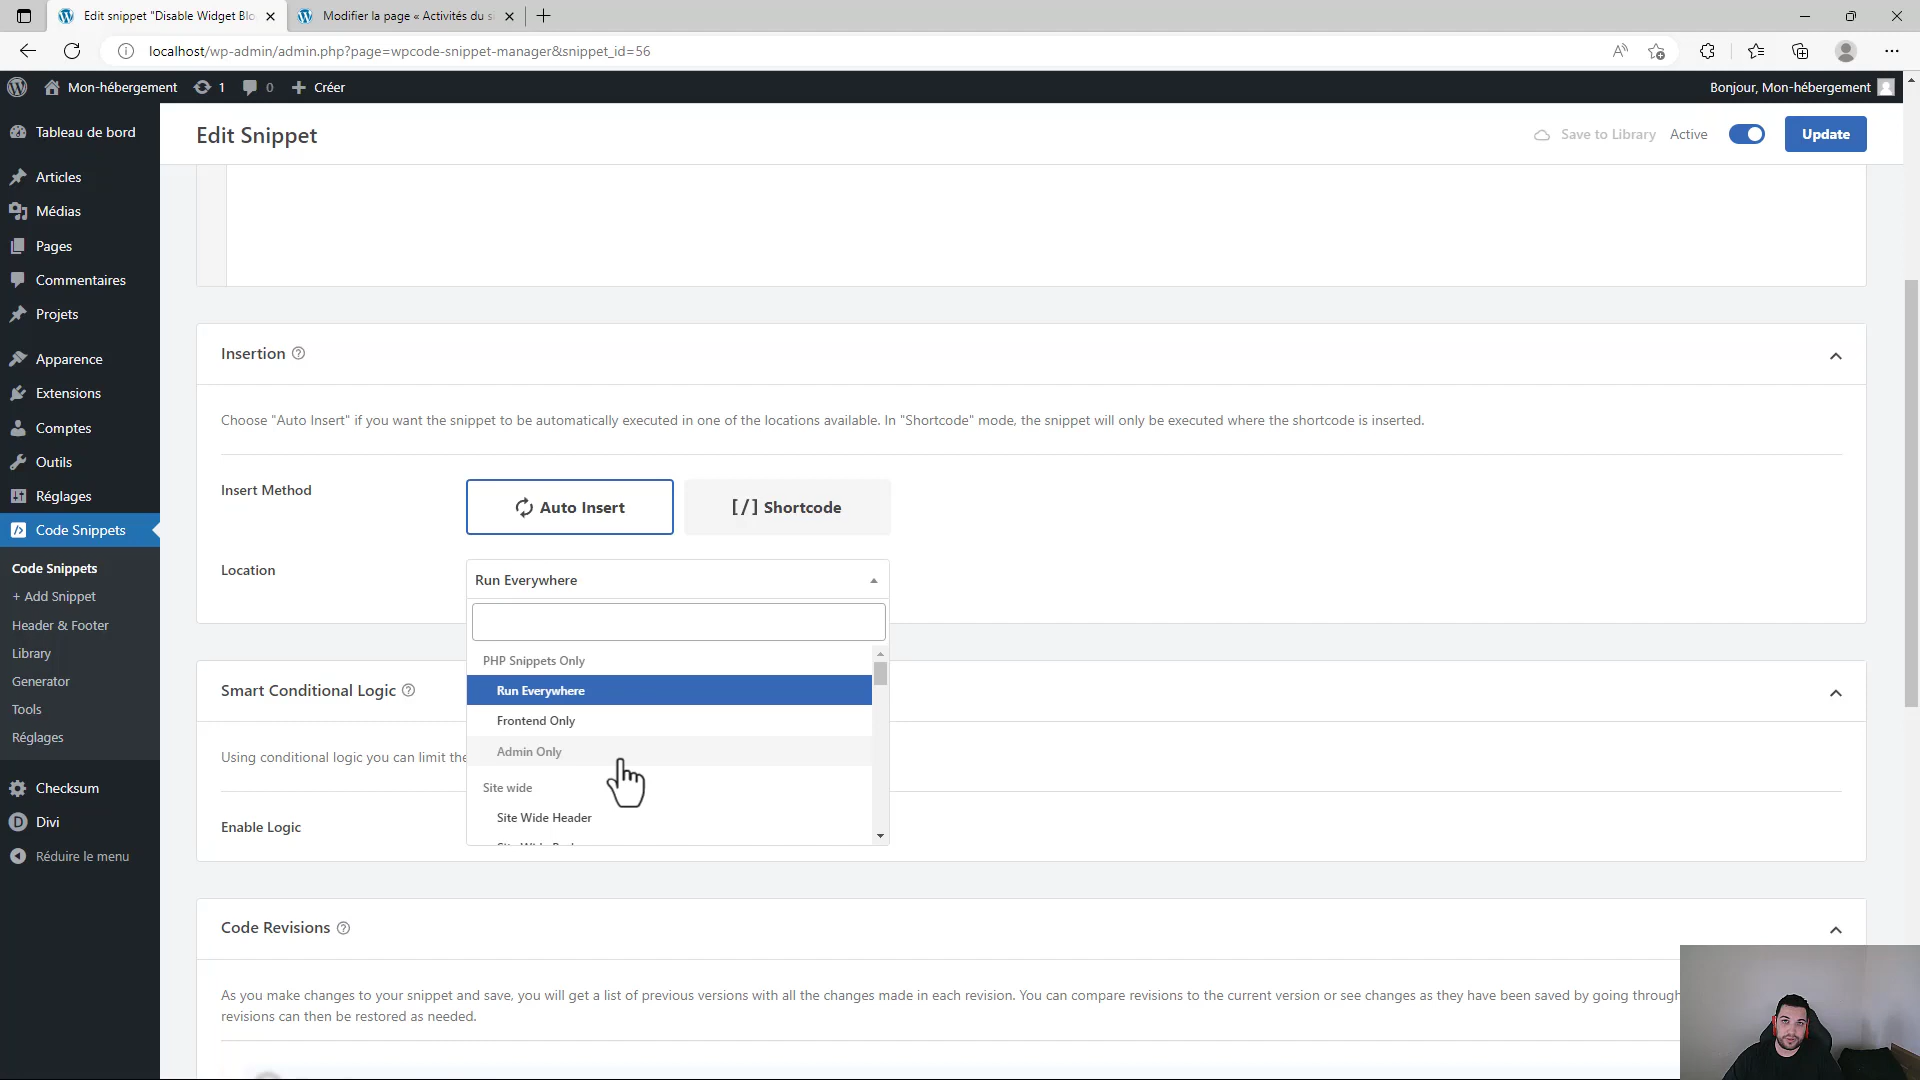 Edit snippet "Disable Widget Blo
Modifier la page « Activités du s
localhost/wp-admin/admin.php?page=wpcode-snippet-manager&snippet_id=56
Mon-hébergement
1
0
Créer
Bonjour, Mon-hébergement
Tableau de bord
Articles
Médias
Pages
Commentaires
Projets
Apparence
Extensions
Comptes
Outils
Réglages
Code Snippets
Code Snippets
+ Add Snippet
Header & Footer
Library
Generator
Tools
Réglages
Checksum
Divi
Réduire le menu
Edit Snippet
Save to Library
Active
Update
Insertion
Choose "Auto Insert" if you want the snippet to be automatically executed in one of the locations available. In "Shortcode" mode, the snippet will only be executed where the shortcode is inserted.
Insert Method
Auto Insert
[/] Shortcode
Location
Run Everywhere
PHP Snippets Only
Run Everywhere
Frontend Only
Admin Only
Site wide
Site Wide Header
Smart Conditional Logic
Using conditional logic you can limit the
Enable Logic
Code Revisions
As you make changes to your snippet and save, you will get a list of previous versions with all the changes made in each revision. You can compare revisions to the current version or see changes as they have been saved by going through
revisions can then be restored as needed.